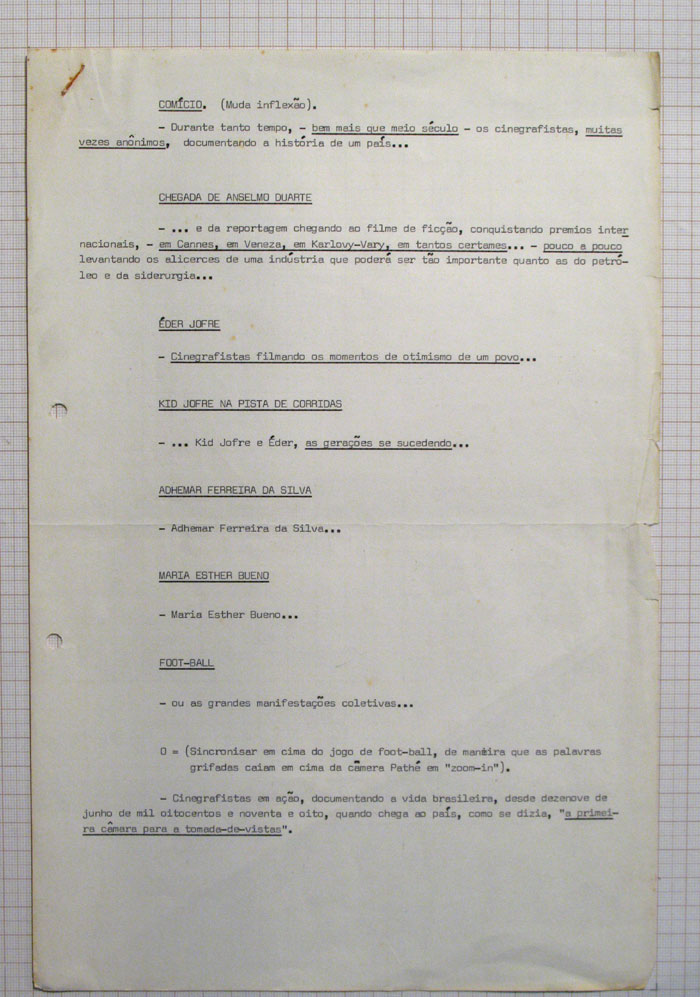 COMÍCIO. (Muda inflexão).
- Durante tanto tempo, - bem mais que meio século - os cinegrafistas, muitas
vezes anônimos, documentando a história de um país...
CHEGADA DE ANSELMO DUARTE
- ... e da reportagem chegando ao filme de ficção, conquistando premios inter
nacionais, - em Cannes, em Veneza, em Karlovy-Vary, em tantos certames... - pouco a pouco
levantando os alicerces de uma indústria que poderá ser tão importante quanto as do petró-
leo e da siderurgia...
ÉDER JOFRE
- Cinegrafistas filmando os momentos de otimismo de um povo...
KID JOFRE NA PISTA DE CORRIDAS
- ... Kid Jofre e Éder, as gerações se sucedendo...
ADHEMAR FERREIRA DA SILVA
- Adhemar Ferreira da Silva...
MARIA ESTHER BUENO
- Maria Esther Bueno...
FOOT-BALL
- ou as grandes manifestações coletivas...
O = (Sincronisar em cima do jogo de foot-ball, de maneira que as palavras
grifadas caiam em cima da câmera Pathé em "zoom-in").
- Cinegrafistas em ação, documentando a vida brasileira, desde dezenove de
junho de mil oitocentos e noventa e oito, quando chega ao país, como se dizia, "a primei-
ra câmara para a tomada-de-vistas".